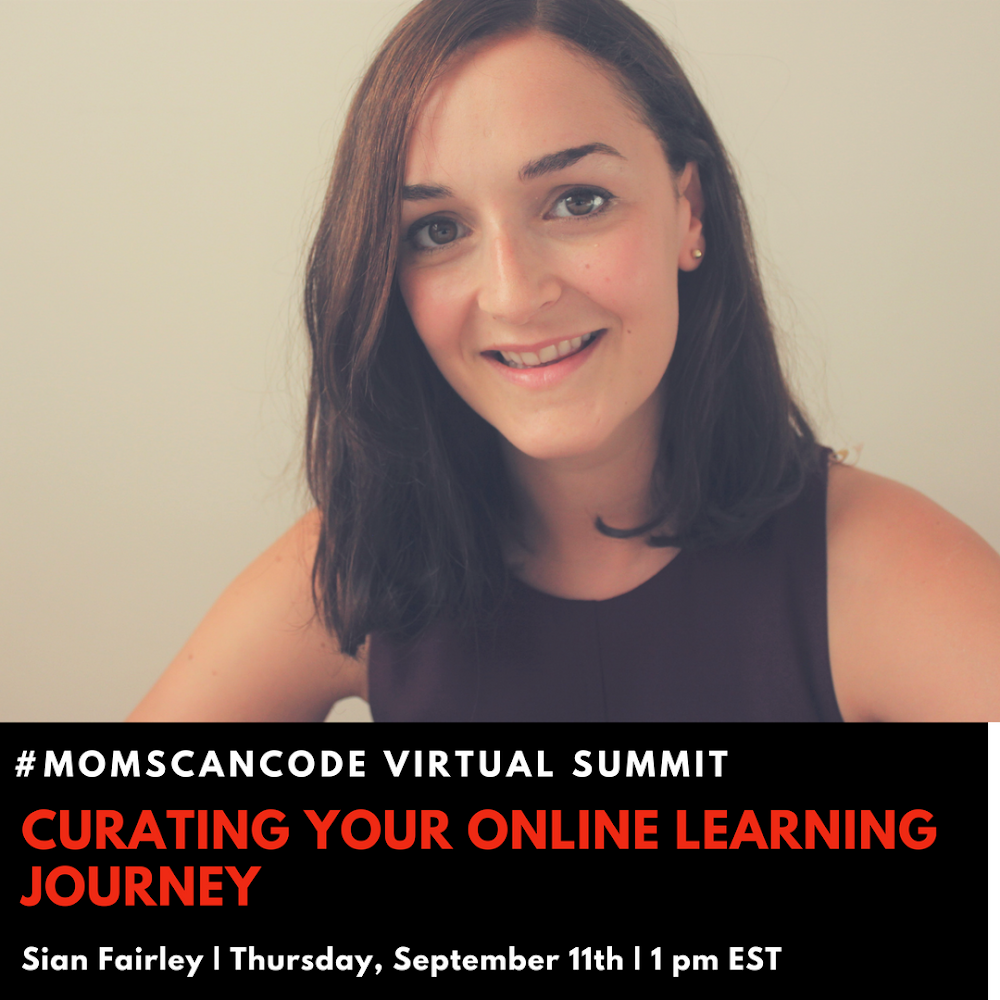 #MOMSCANCODE VIRTUAL SUMMIT
CURATING YOUR ONLINE LEARNING
JOURNEY
Sian Fairley | Thursday, September 11th | 1 pm EST